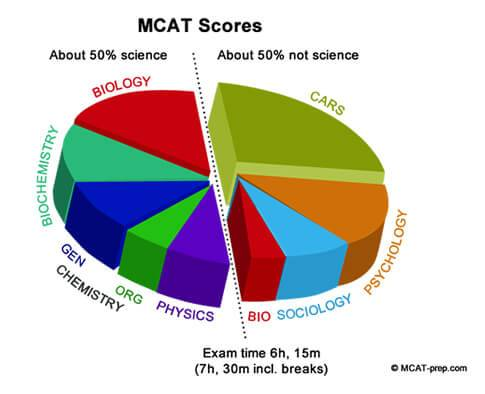 MCAT Scores
About 50% science
About 50% not science
BIOLOGY
CARS
BIOCHEMISTRY
PSYCHOLOGY
GEN
CHEMISTRY
ORG
PHYSICS
BIO
SOCIOLOGY
Exam time 6h, 15m
(7h, 30m incl. breaks)
© MCAT-prep.com